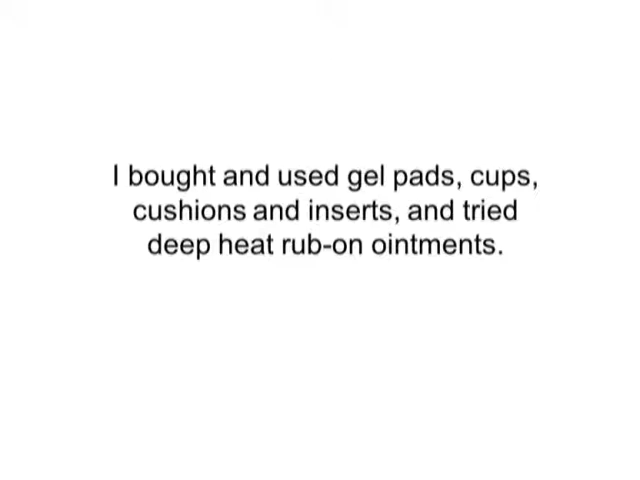 I bought and used gel pads, cups,
cushions and inserts, and tried
deep heat rub-on ointments.